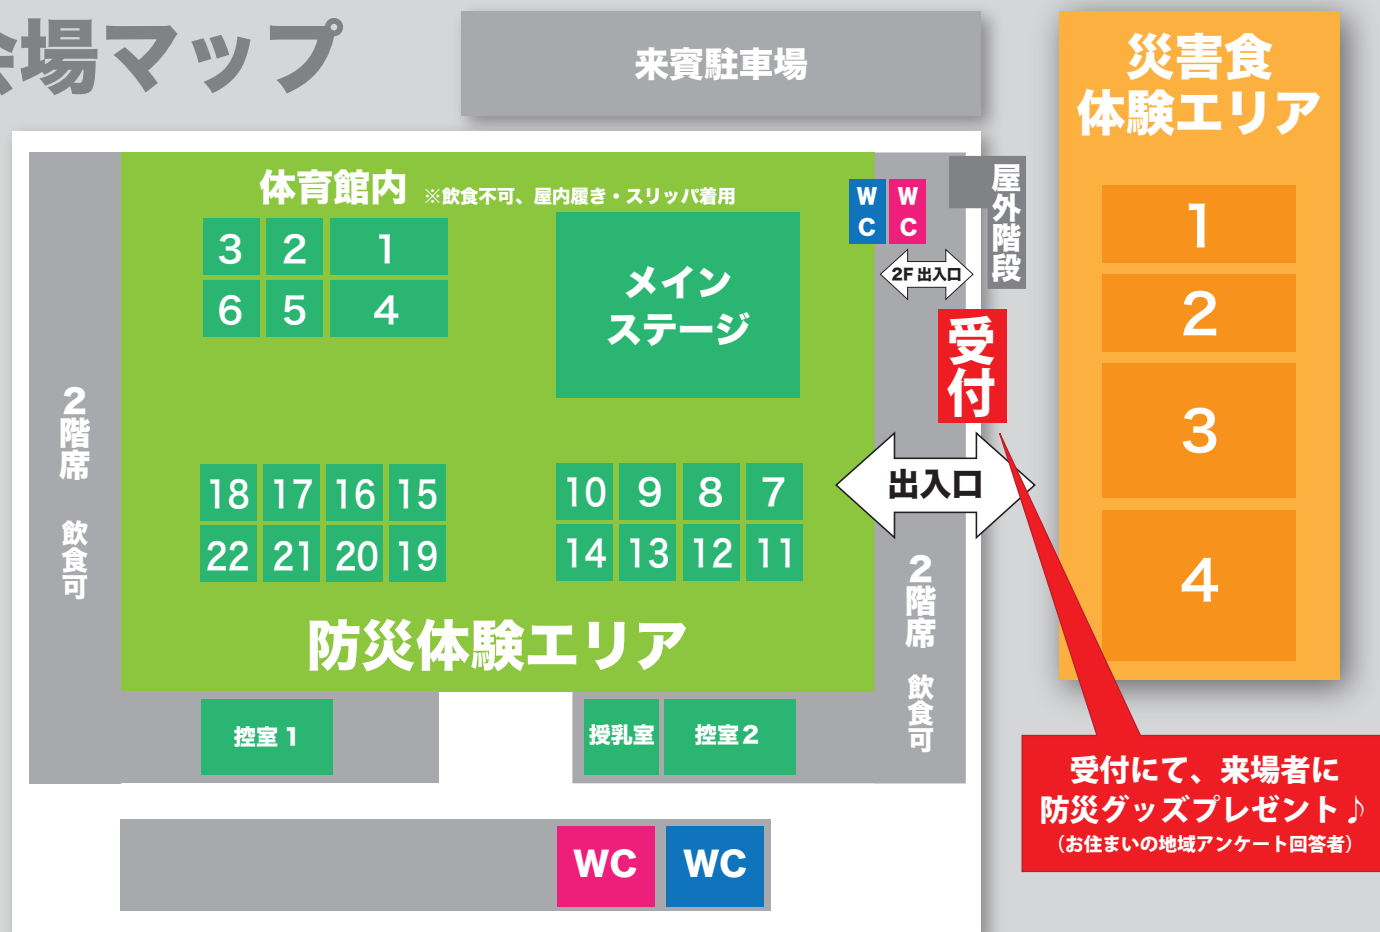 会場マップ
来賓駐車場
災害食
体験エリア
1
2
3
4
体育館内 ※飲食不可、屋内履き・スリッパ着用
3 2 1
6 5 4
メイン
ステージ
W
C
W
C
屋外階段
2F 出入口
受付
出入口
2階席 飲食可
18 17 16 15
22 21 20 19
10 9 8 7
14 13 12 11
2階席 飲食可
防災体験エリア
控室1
授乳室
控室2
WC
WC
受付にて、来場者に
防災グッズプレゼント♪
(お住まいの地域アンケート回答者)